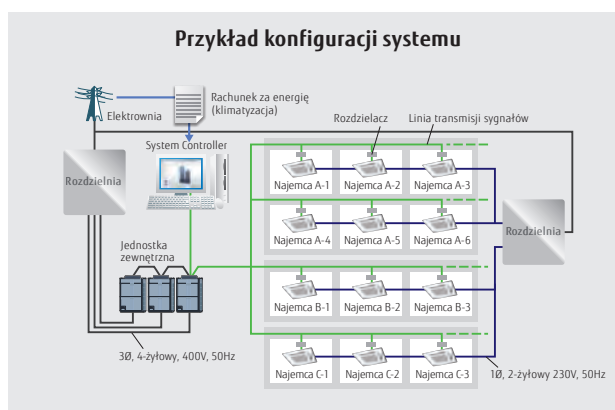 Przykład konfiguracji systemu
Elektrownia
Rachunek za energię
(klimatyzacja)
Rozdzielacz
Linia transmisji sygnałów
System Controller
Rozdzielnia
Najemca A-1
Najemca A-2
Najemca A-3
Najemca A-4
Najemca A-5
Najemca A-6
Rozdzielnia
Jednostka
zewnętrzna
Najemca B-1
Najemca B-2
Najemca B-3
Najemca C-1
Najemca C-2
Najemca C-3
3Ø, 4-żyłowy, 400V, 50Hz
1Ø, 2-żyłowy 230V, 50Hz